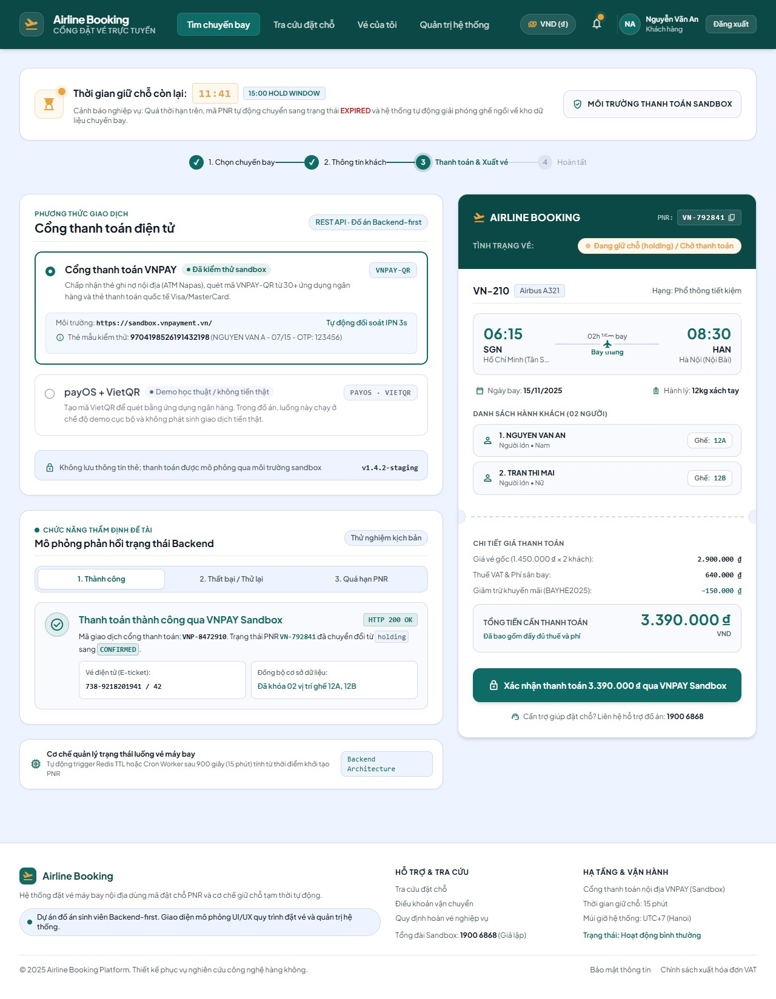 Airline Booking
CỔNG ĐẶT VÉ TRỰC TUYẾN
Tìm chuyến bay
Tra cứu đặt chỗ
Vé của tôi
Quản trị hệ thống
VND (₫)
NA
Nguyễn Văn An
Khách hàng
Đăng xuất
Thời gian giữ chỗ còn lại: 11:41 15:00 HOLD WINDOW
Cảnh báo nghiệp vụ: Quá thời hạn trên, mã PNR tự động chuyển sang trạng thái EXPIRED và hệ thống tự động giải phóng ghế ngồi về kho dữ
liệu chuyến bay.
MÔI TRƯỜNG THANH TOÁN SANDBOX
1. Chọn chuyến bay
2. Thông tin khách
3 Thanh toán & Xuất vé
4 Hoàn tất
PHƯƠNG THỨC GIAO DỊCH
Cổng thanh toán điện tử
REST API · Đồ án Backend-first
Cổng thanh toán VNPAY
Đã kiểm thử sandbox
VNPAY-QR
Chấp nhận thẻ ghi nợ nội địa (ATM Napas), quét mã VNPAY-QR từ 30+ ứng dụng ngân
hàng và thẻ thanh toán quốc tế Visa/MasterCard.
Môi trường: https://sandbox.vnpayment.vn/
Tự động đối soát IPN 3s
Thẻ mẫu kiểm thử: 9704198526191432198 (NGUYEN VAN A - 07/15 - OTP: 123456)
payOS + VietQR
Demo học thuật / không tiền thật
PAYOS · VIETQR
Tạo mã VietQR để quét bằng ứng dụng ngân hàng. Trong đồ án, luồng này chạy ở
chế độ demo cục bộ và không phát sinh giao dịch tiền thật.
Không lưu thông tin thẻ; thanh toán được mô phỏng qua môi trường sandbox
v1.4.2-staging
CHỨC NĂNG THẨM ĐỊNH ĐỀ TÀI
Mô phỏng phản hồi trạng thái Backend
Thử nghiệm kịch bản
1. Thành công
2. Thất bại / Thử lại
3. Quá hạn PNR
Thanh toán thành công qua VNPAY Sandbox
HTTP 200 OK
Mã giao dịch cổng thanh toán: VNP-8472910. Trạng thái PNR VN-792841 đã chuyển đổi từ holding
sang CONFIRMED.
Vé điện tử (E-ticket):
738-9218201941 / 42
Đồng bộ cơ sở dữ liệu:
Đã khóa 02 vị trí ghế 12A, 12B
Cơ chế quản lý trạng thái luồng vé máy bay
Tự động trigger Redis TTL hoặc Cron Worker sau 900 giây (15 phút) tính từ thời điểm khởi tạo
PNR
Backend
Architecture
AIRLINE BOOKING
PNR: VN-792841
TÌNH TRẠNG VÉ:
Đang giữ chỗ (holding) / Chờ thanh toán
VN-210
Airbus A321
Hạng: Phổ thông tiết kiệm
06:15
SGN
Hồ Chí Minh (Tân S...
02h 15m bay
Bay thẳng
08:30
HAN
Hà Nội (Nội Bài)
Ngày bay: 15/11/2025
Hành lý: 12kg xách tay
DANH SÁCH HÀNH KHÁCH (02 NGƯỜI)
1. NGUYEN VAN AN
Người lớn • Nam
Ghế: 12A
2. TRAN THI MAI
Người lớn • Nữ
Ghế: 12B
CHI TIẾT GIÁ THANH TOÁN
Giá vé gốc (1.450.000 ₫ × 2 khách):
2.900.000 ₫
Thuế VAT & Phí sân bay:
640.000 ₫
Giảm trừ khuyến mãi (BAYHE2025):
-150.000 ₫
TỔNG TIỀN CẦN THANH TOÁN
Đã bao gồm đầy đủ thuế và phí
3.390.000 ₫
VND
Xác nhận thanh toán 3.390.000 ₫ qua VNPAY Sandbox
Cần trợ giúp đặt chỗ? Liên hệ hỗ trợ đồ án: 1900 6868
Airline Booking
Hệ thống đặt vé máy bay nội địa dùng mã đặt chỗ PNR và cơ chế giữ chỗ tạm thời tự động.
Dự án đồ án sinh viên Backend-first. Giao diện mô phỏng UI/UX quy trình đặt vé và quản trị hệ
thống.
HỖ TRỢ & TRA CỨU
Tra cứu đặt chỗ
Điều khoản vận chuyển
Quy định hoàn vé nghiệp vụ
Tổng đài Sandbox: 1900 6868 (Giả lập)
HẠ TẦNG & VẬN HÀNH
Cổng thanh toán nội địa VNPAY (Sandbox)
Thời gian giữ chỗ: 15 phút
Múi giờ hệ thống: UTC+7 (Hanoi)
Trạng thái: Hoạt động bình thường
© 2025 Airline Booking Platform. Thiết kế phục vụ nghiên cứu công nghệ hàng không.
Bảo mật thông tin
Chính sách xuất hóa đơn VAT